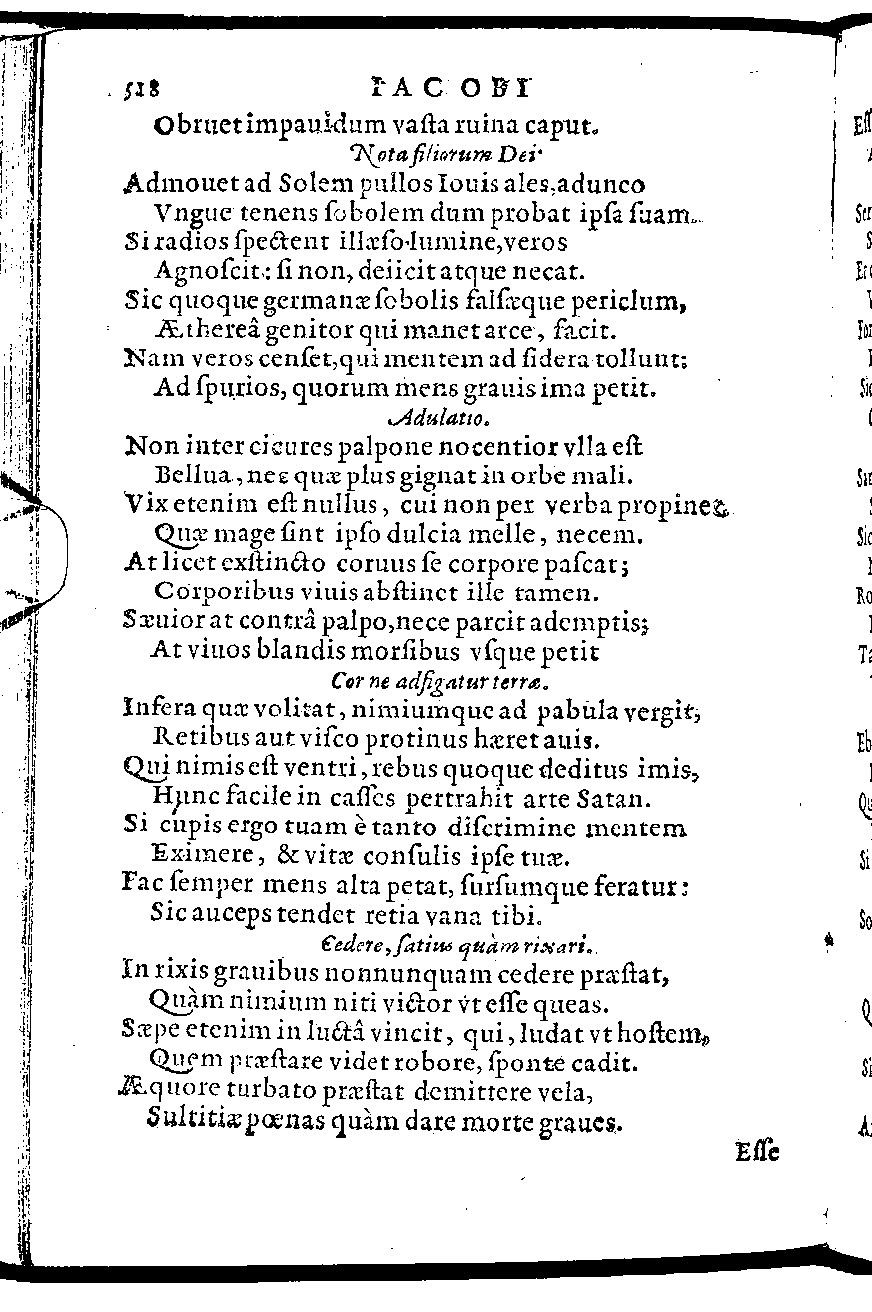 518 IACOBI
Obruet impauidum vaſta ruina caput.
Nota filiorum Dei
Admouet ad Solem pullos Iouis ales, adunco
Vngue tenens ſobolem dum probat ipſa ſuam.
Si radios ſpectent illæſo lumine, veros
Agnoſcit: ſi non, deiicit atque necat.
Sic quoque germanæ ſobolis falſæque periclum,
Æthereâ genitor qui manet arce, facit.
Nam veros cenſet, qui mentem ad ſidera tollunt;
Ad ſpurios, quorum mens grauis ima petit.
Adulatio.
Non inter cicures palpone nocentior vlla eſt
Bellua, nec quæ plus gignat in orbe mali.
Vix etenim eſt nullus, cui non per verba propinet,
Quæ mage ſint ipſo dulcia melle, necem.
At licet exſtincto coruus ſe corpore paſcat;
Corporibus viuis abſtinet ille tamen.
Sæuior at contrâ palpo, nece parcit ademptis;
At viuos blandis morſibus vſque petit
Cor ne adfigatur terræ.
Infera quæ volitat, nimiumque ad pabula vergit;
Retibus aut viſco protinus hæret auis.
Qui nimis eſt ventri, rebus quoque deditus imis,
Hunc facile in caſſes pertrahit arte Satan.
Si cupis ergo tuam è tanto diſcrimine mentem
Eximere, & vitæ conſulis ipſe tuæ.
Fac ſemper mens alta petat, ſurſumque feratur:
Sic auceps tendet retia vana tibi.
Cedere, ſatius quàm rixari.
In rixis grauibus nonnunquam cedere præſtat,
Quàm nimium niti victor vt eſſe queas.
Sæpe etenim in luctâ vincit, qui, ludat vt hoſtem,
Quem præſtare videt robore, ſponte cadit.
Æquore turbato præſtat demittere vela,
Sultitiæ pœnas quàm dare morte graues.
Eſſe